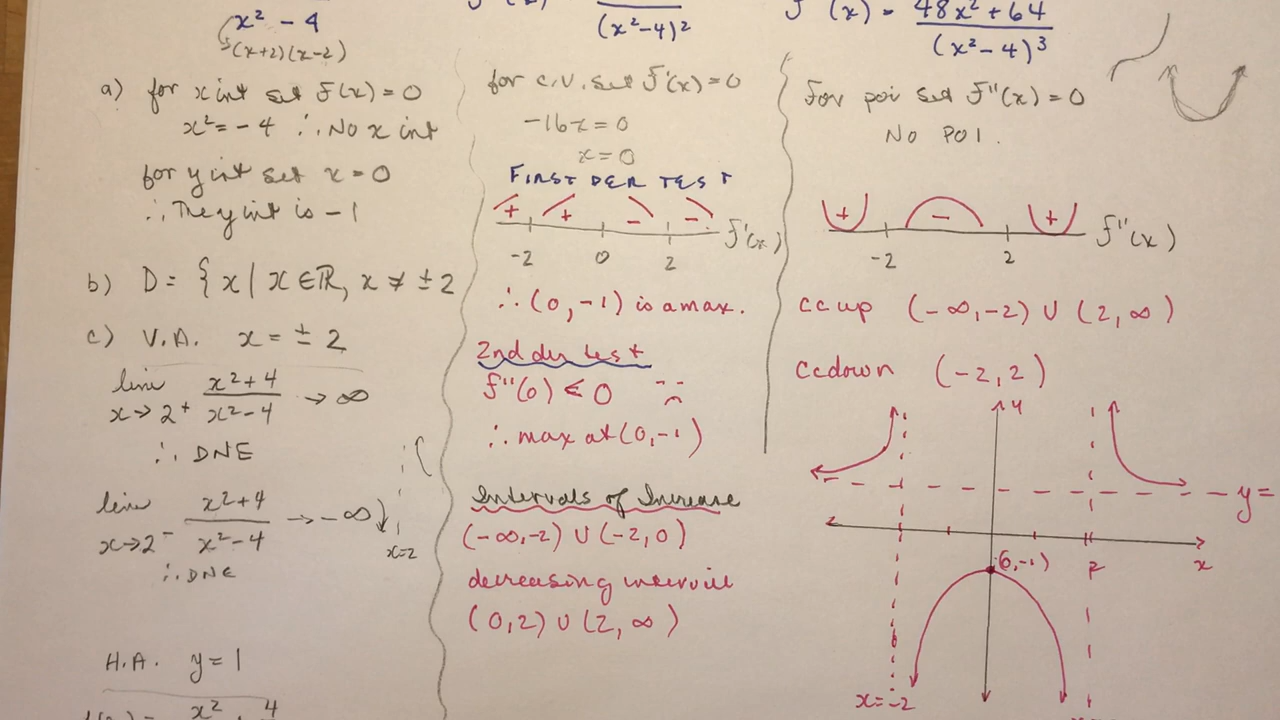 x² - 4
(x+2)(x-2)
a) for x int set f(x) = 0
x² = -4 ∴ No x int
for y int set x = 0
∴ The y int is -1
b) D = { x | x ∈ ℝ, x ≠ ± 2
c) V.A. x = ± 2
lim x→2⁺ x²+4 / x²-4 → ∞
∴ DNE
lim x→2⁻ x²+4 / x²-4 → -∞
∴ DNE
x=2
H.A. y = 1
x² 4
(x²-4)²
for c.v. set f'(x) = 0
-16x = 0
x = 0
FIRST DER TEST
+ + - - f'(x)
-2 0 2
∴ (0, -1) is a max.
2nd der test
f''(0) < 0
∴ max at (0, -1)
Intervals of Increase
(-∞,-2) ∪ (-2,0)
decreasing
(0,2) ∪ (2,∞)
(x) = 48x² + 64 / (x²-4)³
For poi set f''(x) = 0
NO POI.
+ - + f''(x)
-2 2
cc up (-∞,-2) ∪ (2,∞)
cc down (-2,2)
y
y =
x
(0,-1)
x=-2